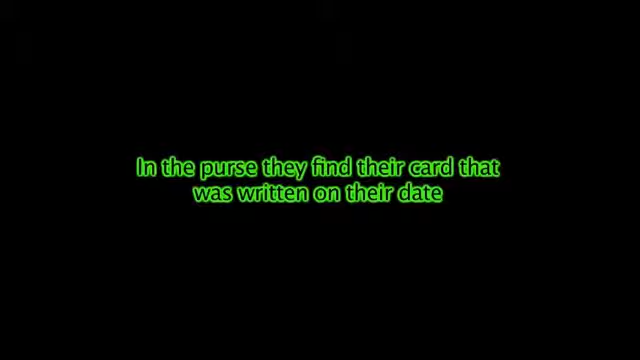 In the purse they find their card that
was written on their date